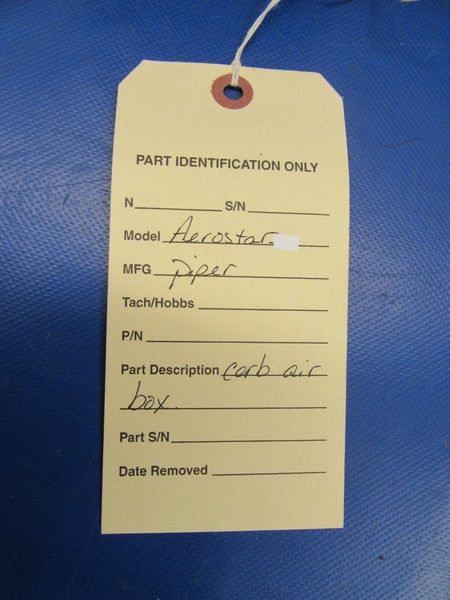 PART IDENTIFICATION ONLY
N S/N
Model Aerostar
MFG piper
Tach/Hobbs
P/N
Part Description carb air
box.
Part S/N
Date Removed